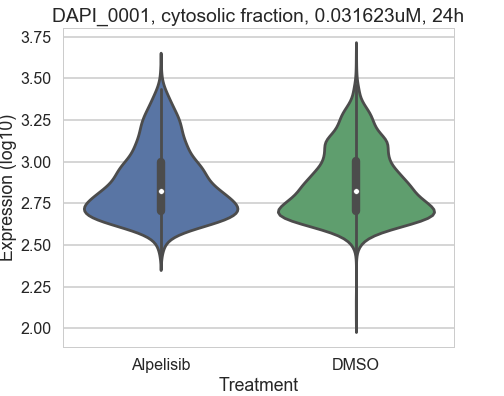 DAPI_0001, cytosolic fraction, 0.031623uM, 24h
Expression (log10)
3.75
3.50
3.25
3.00
2.75
2.50
2.25
2.00
Alpelisib
DMSO
Treatment